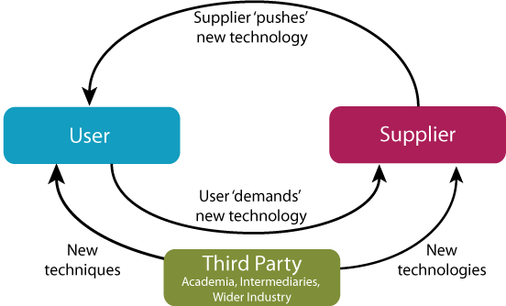 Supplier ‘pushes’
new technology
User
Supplier
User ‘demands’
new technology
New
techniques
Third Party
Academia, Intermediaries,
Wider Industry
New
technologies